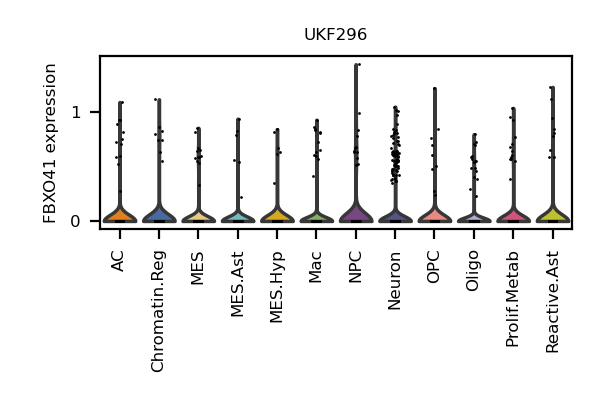 UKF296
FBXO41 expression
1
0
AC
Chromatin.Reg
MES
MES.Ast
MES.Hyp
Mac
NPC
Neuron
OPC
Oligo
Prolif.Metab
Reactive.Ast